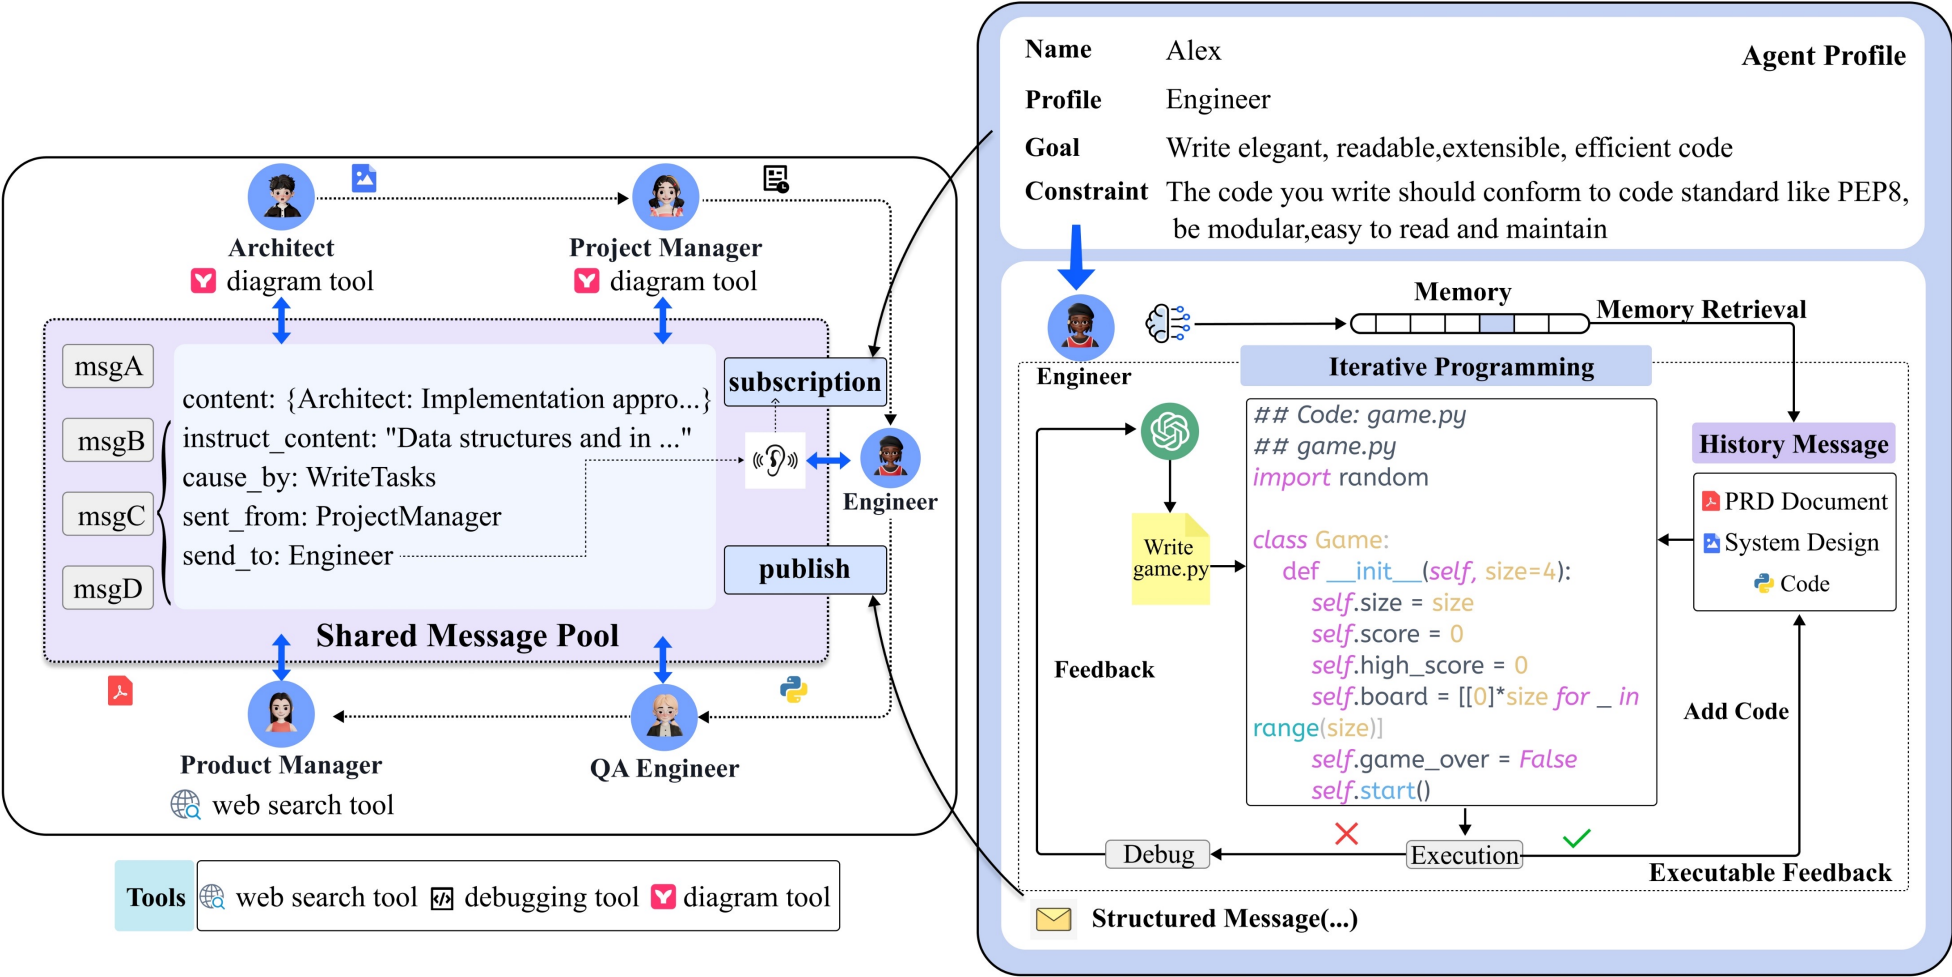 Architect
diagram tool
Project Manager
diagram tool
msgA
msgB
msgC
msgD
content: {Architect: Implementation appro...}
instruct_content: "Data structures and in ..."
cause_by: WriteTasks
sent_from: ProjectManager
send_to: Engineer
subscription
publish
Engineer
Shared Message Pool
Product Manager
web search tool
QA Engineer
Tools
web search tool
debugging tool
diagram tool
Agent Profile
Name Alex
Profile Engineer
Goal Write elegant, readable,extensible, efficient code
Constraint The code you write should conform to code standard like PEP8,
be modular,easy to read and maintain
Engineer
Memory
Memory Retrieval
Iterative Programming
Write
game.py
## Code: game.py
## game.py
import random
class Game:
def __init__(self, size=4):
self.size = size
self.score = 0
self.high_score = 0
self.board = [[0]*size for _ in
range(size)]
self.game_over = False
self.start()
History Message
PRD Document
System Design
Code
Feedback
Add Code
Debug
Execution
Executable Feedback
Structured Message(...)